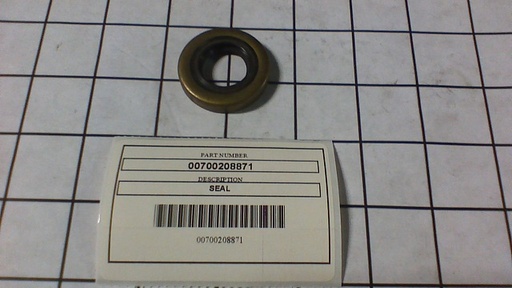 PART NUMBER
00700208871
DESCRIPTION
SEAL
00700208871